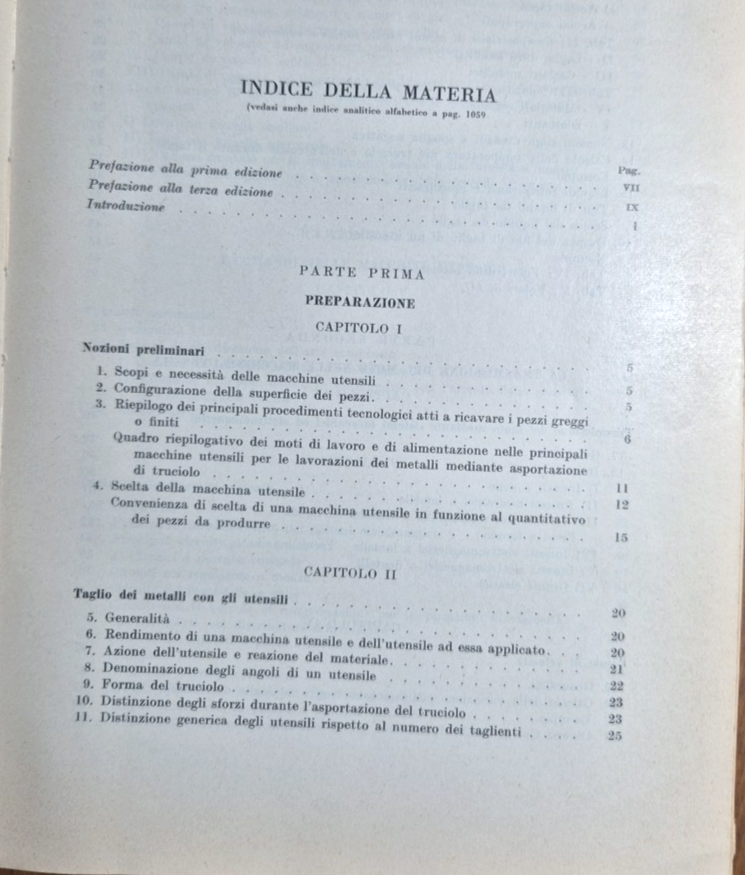 INDICE DELLA MATERIA
(vedasi anche indice analitico alfabetico a pag. 1059
Pag.
Prefazione alla prima edizione . . . . . . . . . . . . . . . VII
Prefazione alla terza edizione . . . . . . . . . . . . . . . IX
Introduzione . . . . . . . . . . . . . . . 1
PARTE PRIMA
PREPARAZIONE
CAPITOLO I
Nozioni preliminari . . . . . . . . . . . . . . . 5
1. Scopi e necessità delle macchine utensili . . . . . . . . . . 5
2. Configurazione della superficie dei pezzi . . . . . . . . . . 5
3. Riepilogo dei principali procedimenti tecnologici atti a ricavare i pezzi greggi
o finiti . . . . . . . . . . . . . . . 6
Quadro riepilogativo dei moti di lavoro e di alimentazione nelle principali
macchine utensili per le lavorazioni dei metalli mediante asportazione
di truciolo . . . . . . . . . . . . . . . 11
4. Scelta della macchina utensile . . . . . . . . . . . . 12
Convenienza di scelta di una macchina utensile in funzione al quantitativo
dei pezzi da produrre . . . . . . . . . . . . . . . 15
CAPITOLO II
Taglio dei metalli con gli utensili . . . . . . . . . . . . . . . 20
5. Generalità . . . . . . . . . . . . . . . 20
6. Rendimento di una macchina utensile e dell'utensile ad essa applicato . . . 20
7. Azione dell'utensile e reazione del materiale . . . . . . . . . . 21
8. Denominazione degli angoli di un utensile . . . . . . . . . . 22
9. Forma del truciolo . . . . . . . . . . . . . . . 23
10. Distinzione degli sforzi durante l'asportazione del truciolo . . . . . . 23
11. Distinzione generica degli utensili rispetto al numero dei taglienti . . . . 25